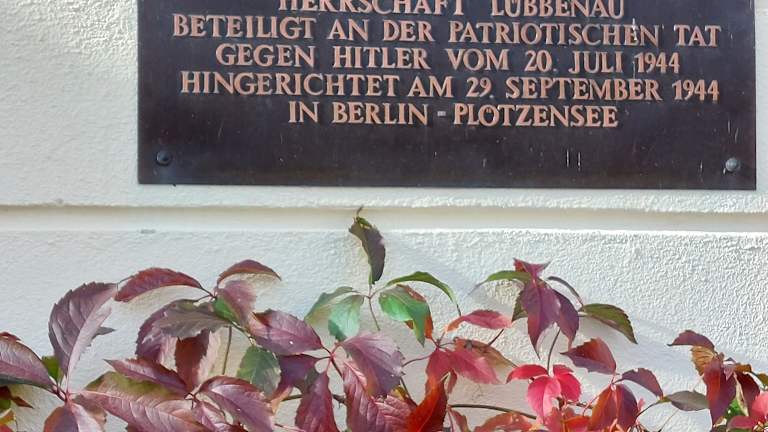 HERRSCHAFT LÜBBENAU
BETEILIGT AN DER PATRIOTISCHEN TAT
GEGEN HITLER VOM 20. JULI 1944
HINGERICHTET AM 29. SEPTEMBER 1944
IN BERLIN - PLÖTZENSEE